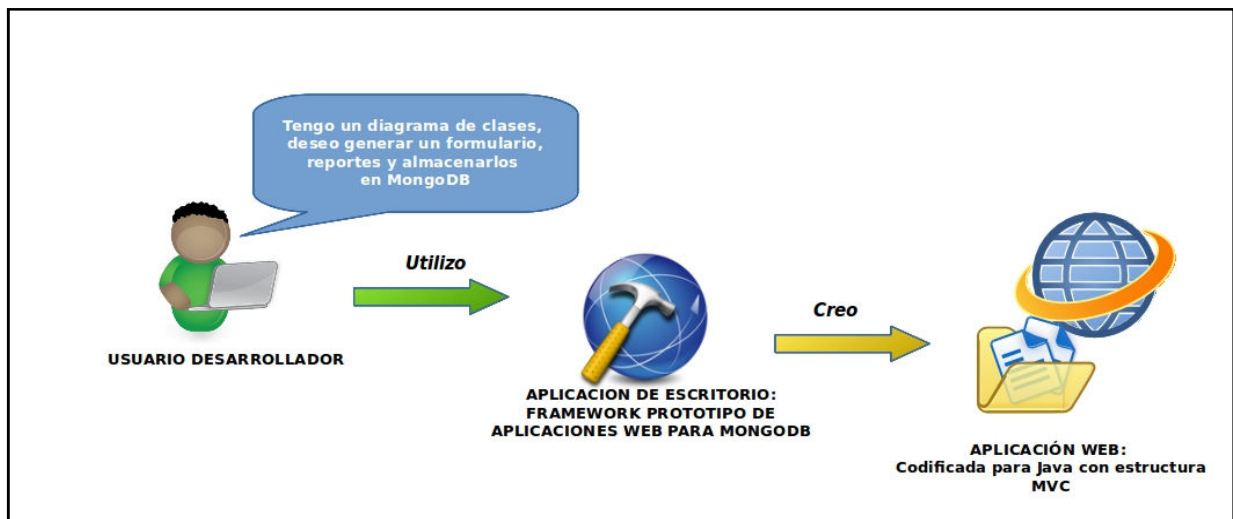 Tengo un diagrama de clases,
deseo generar un formulario,
reportes y almacenarlos
en MongoDB
Utilizo
Creo
USUARIO DESARROLLADOR
APLICACION DE ESCRITORIO:
FRAMEWORK PROTOTIPO DE
APLICACIONES WEB PARA MONGODB
APLICACIÓN WEB:
Codificada para Java con estructura
MVC